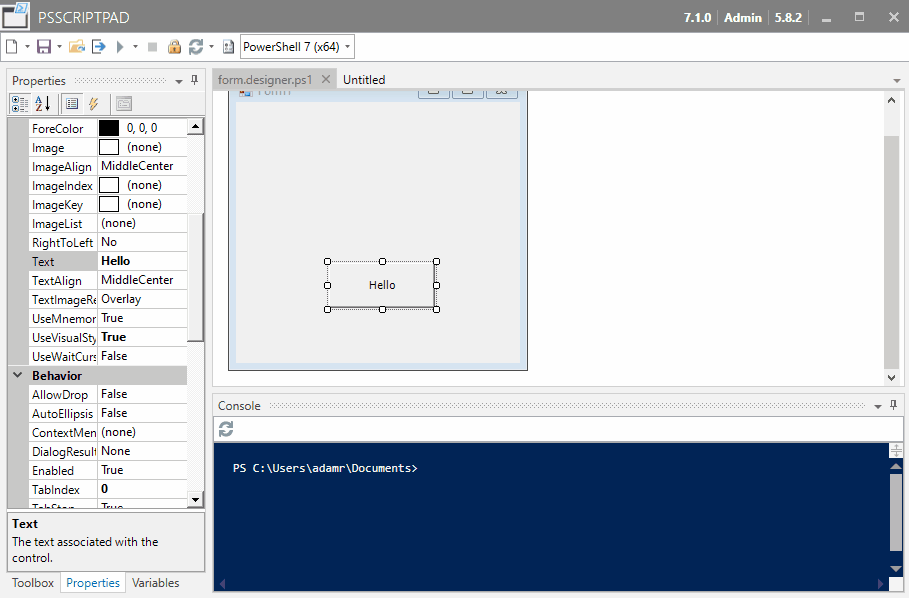 PSSCRIPTPAD
7.1.0 Admin 5.8.2
PowerShell 7 (x64)
Properties
form.designer.ps1
Untitled
ForeColor 0, 0, 0
Image (none)
ImageAlign MiddleCenter
ImageIndex (none)
ImageKey (none)
ImageList (none)
RightToLeft No
Text Hello
TextAlign MiddleCenter
TextImageRe Overlay
UseMnemor True
UseVisualSty True
UseWaitCurs False
Behavior
AllowDrop False
AutoEllipsis False
ContextMen (none)
DialogResult None
Enabled True
TabIndex 0
TabStop True
Text
The text associated with the
control.
Toolbox Properties Variables
Form1
Hello
Console
PS C:\Users\adamr\Documents>